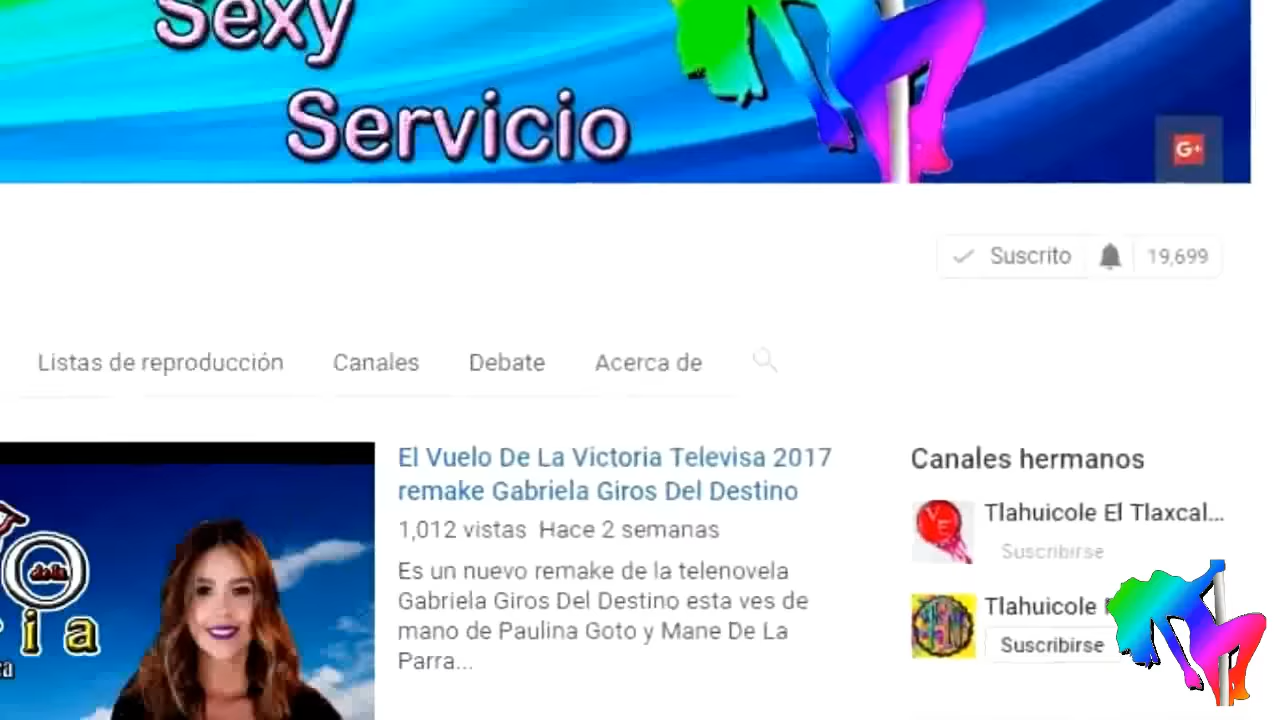 Sexy
Servicio
G+
Suscrito
19,699
Listas de reproducción
Canales
Debate
Acerca de
El Vuelo De La Victoria Televisa 2017
remake Gabriela Giros Del Destino
1,012 vistas Hace 2 semanas
Es un nuevo remake de la telenovela
Gabriela Giros Del Destino esta ves de
mano de Paulina Goto y Mane De La
Parra...
dela
ria
Canales hermanos
VE
Tlahuicole El Tlaxcal...
Suscribirse
Tlahuicole
Suscribirse